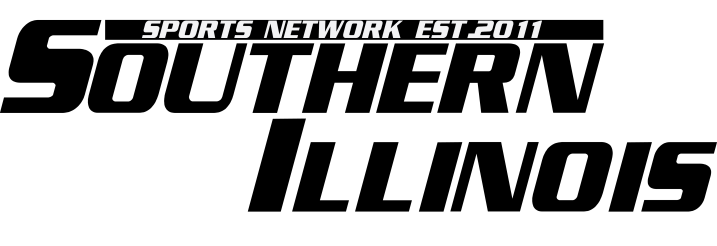 SPORTS NETWORK EST.2011
SOUTHERN
ILLINOIS